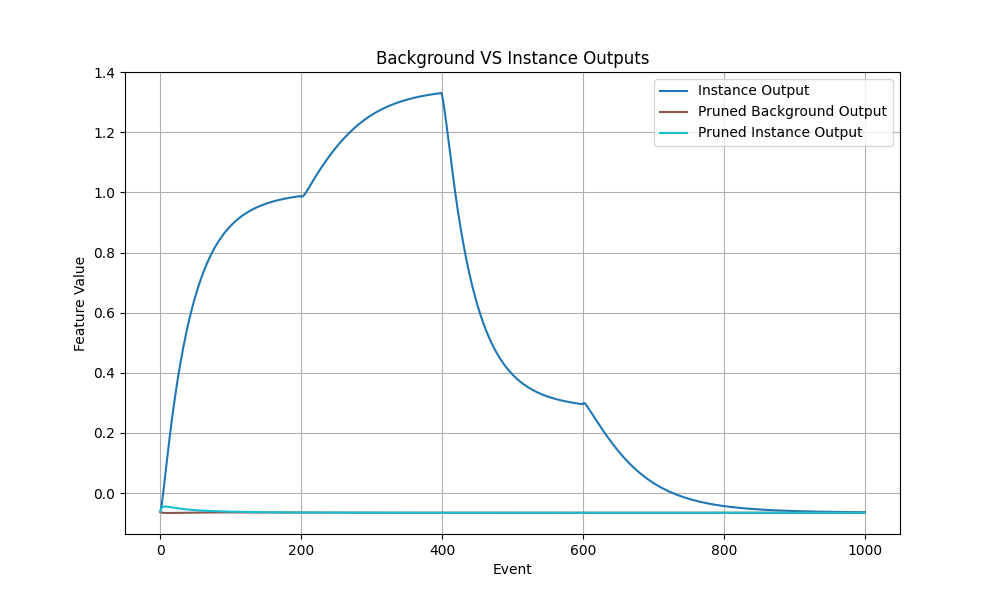 Background VS Instance Outputs
Instance Output
Pruned Background Output
Pruned Instance Output
Feature Value
1.4
1.2
1.0
0.8
0.6
0.4
0.2
0.0
0 200 400 600 800 1000
Event